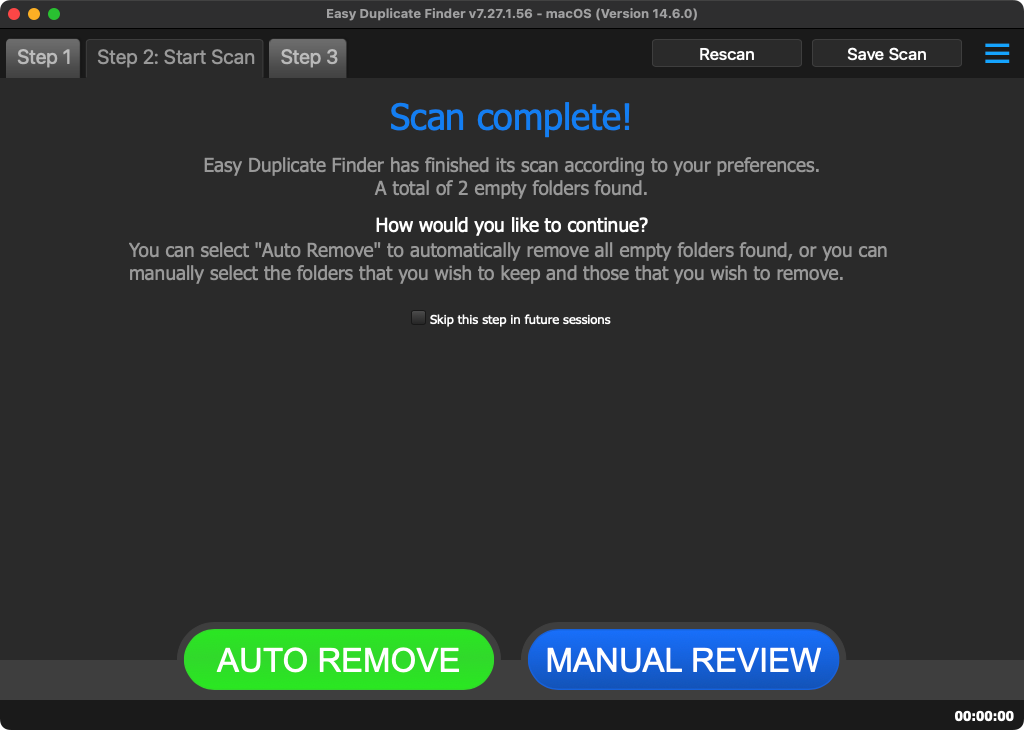 Easy Duplicate Finder v7.27.1.56 - macOS (Version 14.6.0)
Step 1
Step 2: Start Scan
Step 3
Rescan
Save Scan
Scan complete!
Easy Duplicate Finder has finished its scan according to your preferences.
A total of 2 empty folders found.
How would you like to continue?
You can select "Auto Remove" to automatically remove all empty folders found, or you can
manually select the folders that you wish to keep and those that you wish to remove.
Skip this step in future sessions
AUTO REMOVE
MANUAL REVIEW
00:00:00